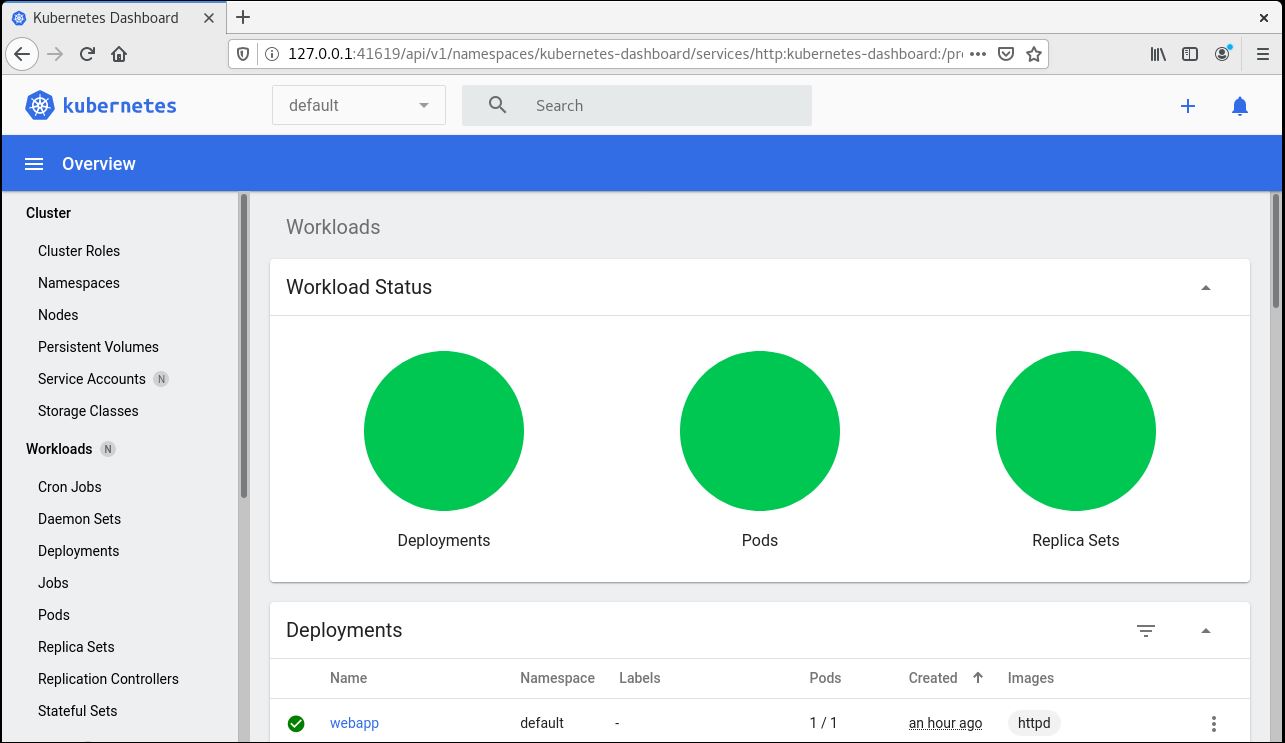 Kubernetes Dashboard
127.0.0.1:41619/api/v1/namespaces/kubernetes-dashboard/services/http:kubernetes-dashboard:/pr
kubernetes
default
Search
Overview
Cluster
Cluster Roles
Namespaces
Nodes
Persistent Volumes
Service Accounts N
Storage Classes
Workloads N
Cron Jobs
Daemon Sets
Deployments
Jobs
Pods
Replica Sets
Replication Controllers
Stateful Sets
Workloads
Workload Status
Deployments
Pods
Replica Sets
Deployments
Name Namespace Labels Pods Created Images
webapp default - 1 / 1 an hour ago httpd